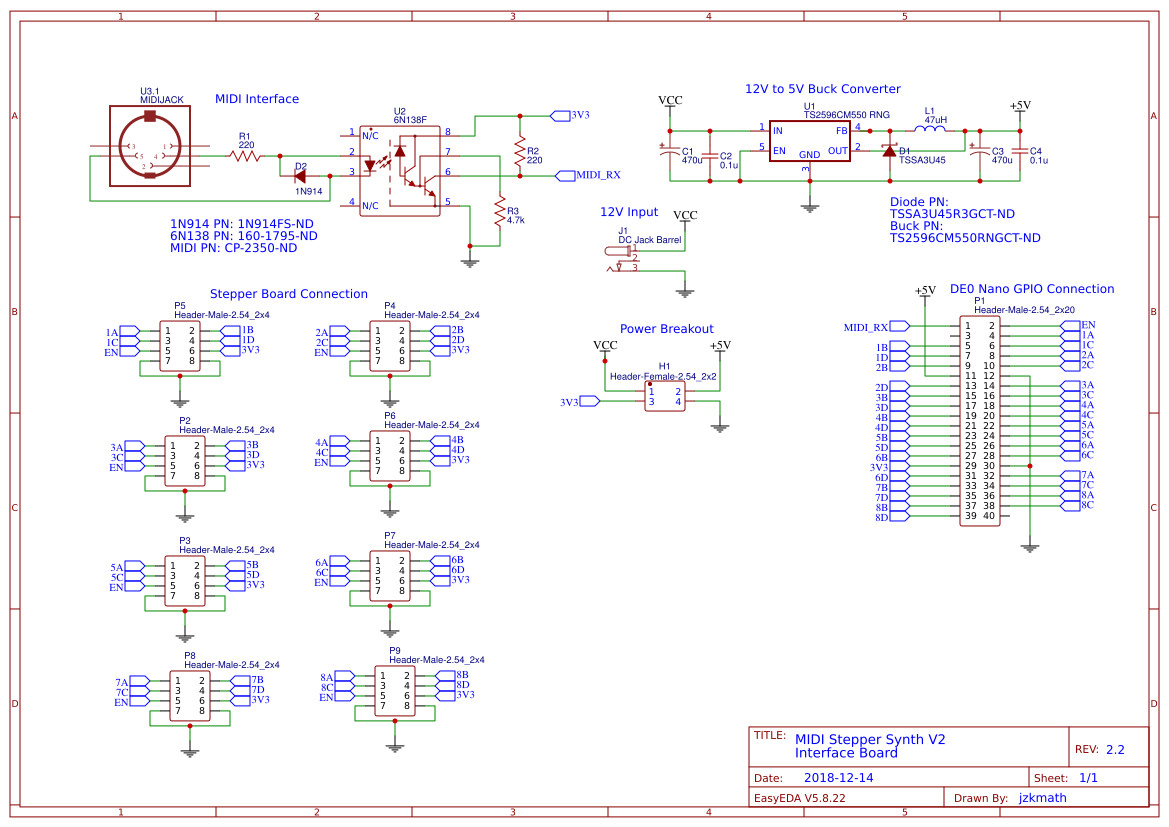 1 2 3 4 5
A
B
C
D
MIDI Interface
U3.1
MIDIJACK
3 1
5 4
2
R1
220
D2
1N914
U2
6N138F
1 N/C 8
2 7
3 6
4 N/C 5
3V3
R2
220
MIDI_RX
R3
4.7k
1N914 PN: 1N914FS-ND
6N138 PN: 160-1795-ND
MIDI PN: CP-2350-ND
12V to 5V Buck Converter
VCC
C1
470u
C2
0.1u
U1
TS2596CM550 RNG
1 IN FB 4
5 EN OUT 2
GND
3
L1
47uH
D1
TSSA3U45
+5V
C3
470u
C4
0.1u
Diode PN:
TSSA3U45R3GCT-ND
Buck PN:
TS2596CM550RNGCT-ND
12V Input
VCC
J1
DC Jack Barrel
1
2
3
Stepper Board Connection
P5
Header-Male-2.54_2x4
1A 1 2 1B
1C 3 4 1D
EN 5 6 3V3
7 8
P4
Header-Male-2.54_2x4
2A 1 2 2B
2C 3 4 2D
EN 5 6 3V3
7 8
P2
Header-Male-2.54_2x4
3A 1 2 3B
3C 3 4 3D
EN 5 6 3V3
7 8
P6
Header-Male-2.54_2x4
4A 1 2 4B
4C 3 4 4D
EN 5 6 3V3
7 8
P3
Header-Male-2.54_2x4
5A 1 2 5B
5C 3 4 5D
EN 5 6 3V3
7 8
P7
Header-Male-2.54_2x4
6A 1 2 6B
6C 3 4 6D
EN 5 6 3V3
7 8
P8
Header-Male-2.54_2x4
7A 1 2 7B
7C 3 4 7D
EN 5 6 3V3
7 8
P9
Header-Male-2.54_2x4
8A 1 2 8B
8C 3 4 8D
EN 5 6 3V3
7 8
Power Breakout
VCC +5V
H1
Header-Female-2.54_2x2
1 2
3V3 3 4
DE0 Nano GPIO Connection
+5V
P1
Header-Male-2.54_2x20
MIDI_RX 1 2 EN
3 4 1A
1B 5 6 1C
1D 7 8 2A
2B 9 10 2C
11 12
2D 13 14 3A
3B 15 16 3C
3D 17 18 4A
4B 19 20 4C
4D 21 22 5A
5B 23 24 5C
5D 25 26 6A
6B 27 28 6C
3V3 29 30
6D 31 32 7A
7B 33 34 7C
7D 35 36 8A
8B 37 38 8C
8D 39 40
A
B
C
D
TITLE: MIDI Stepper Synth V2
Interface Board
REV: 2.2
Date: 2018-12-14 Sheet: 1/1
EasyEDA V5.8.22 Drawn By: jzkmath
1 2 3 4 5